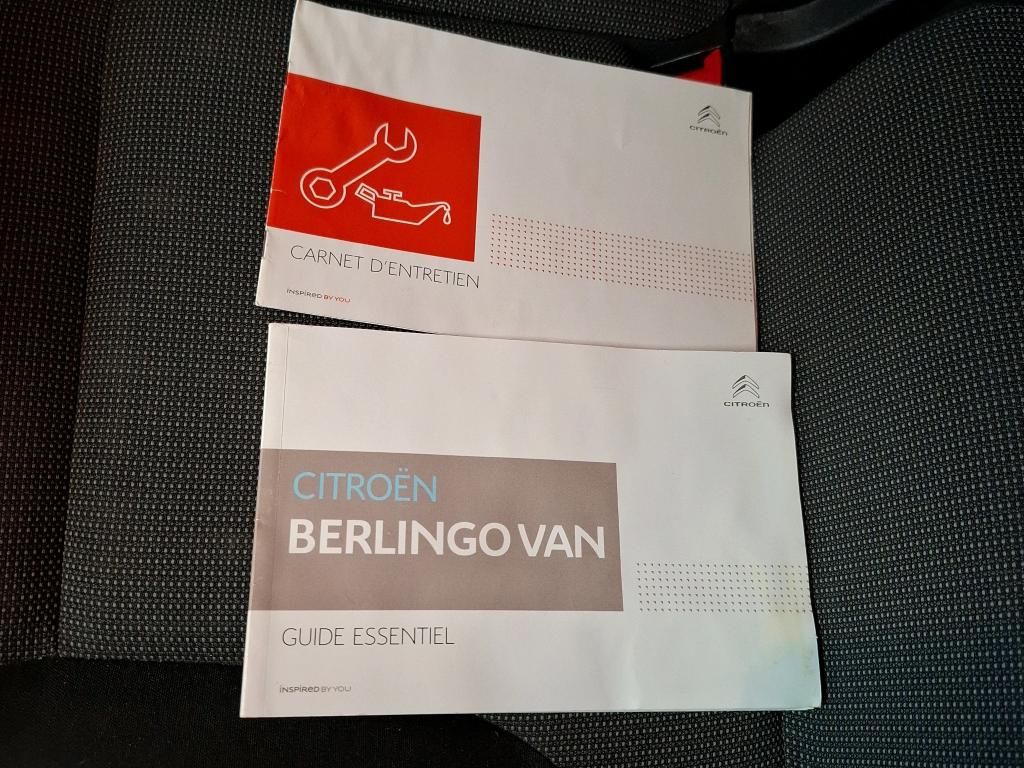 CITROËN
CARNET D'ENTRETIEN
INSPIRED BY YOU
CITROËN
CITROËN
BERLINGO VAN
GUIDE ESSENTIEL
INSPIRED BY YOU